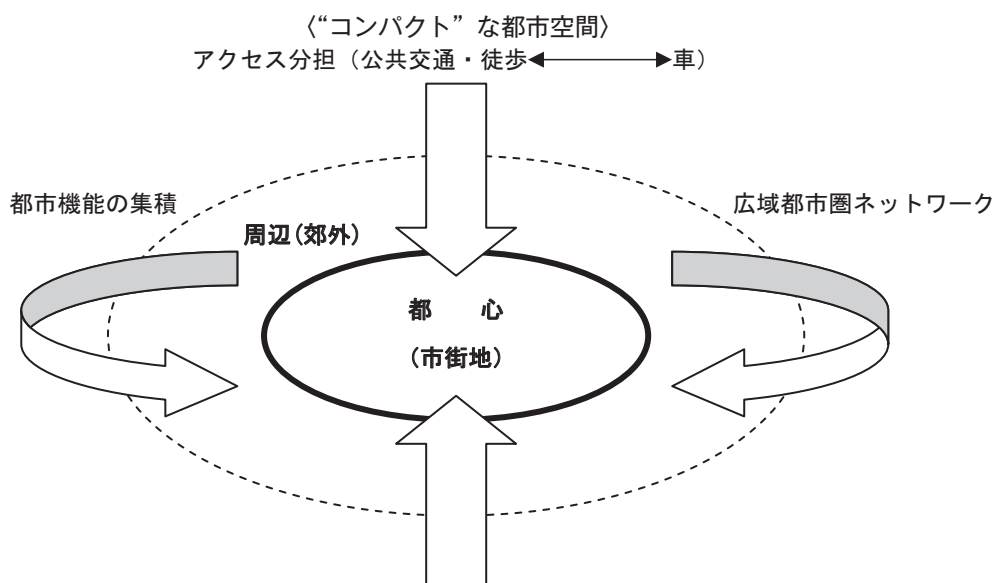 〈“コンパクト” な都市空間〉
アクセス分担（公共交通・徒歩 車）
都市機能の集積
広域都市圏ネットワーク
周辺(郊外)
都 心
(市街地)